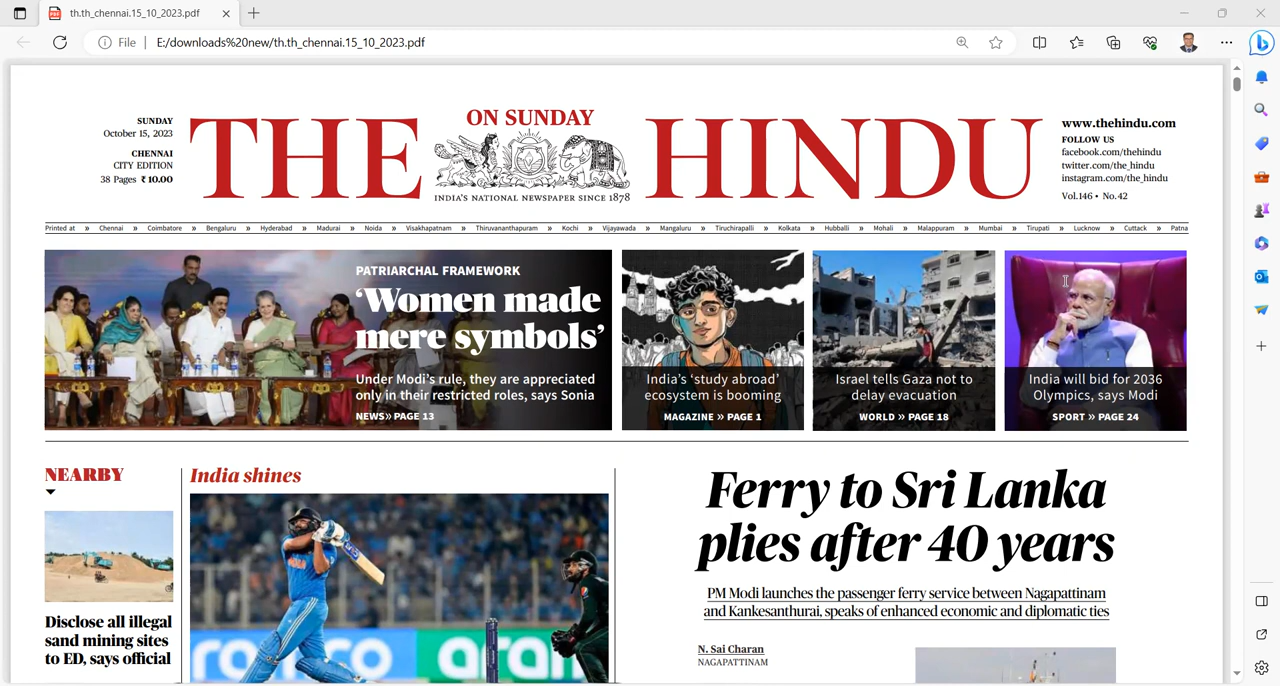 th.th_chennai.15_10_2023.pdf
File
E:/downloads%20new/th.th_chennai.15_10_2023.pdf
SUNDAY
October 15, 2023
CHENNAI
CITY EDITION
38 Pages ₹ 10.00
THE HINDU
ON SUNDAY
INDIA'S NATIONAL NEWSPAPER SINCE 1878
www.thehindu.com
FOLLOW US
facebook.com/thehindu
twitter.com/the_hindu
instagram.com/the_hindu
Vol.146 • No.42
Printed at » Chennai » Coimbatore » Bengaluru » Hyderabad » Madurai » Noida » Visakhapatnam » Thiruvananthapuram » Kochi » Vijayawada » Mangaluru » Tiruchirapalli » Kolkata » Hubballi » Mohali » Malappuram » Mumbai » Tirupati » Lucknow » Cuttack » Patna
PATRIARCHAL FRAMEWORK
‘Women made
mere symbols’
Under Modi’s rule, they are appreciated
only in their restricted roles, says Sonia
NEWS» PAGE 13
India’s ‘study abroad’
ecosystem is booming
MAGAZINE » PAGE 1
Israel tells Gaza not to
delay evacuation
WORLD » PAGE 18
India will bid for 2036
Olympics, says Modi
SPORT » PAGE 24
NEARBY
Disclose all illegal
sand mining sites
to ED, says official
India shines
INDIA
aramco
aram
Ferry to Sri Lanka
plies after 40 years
PM Modi launches the passenger ferry service between Nagapattinam
and Kankesanthurai, speaks of enhanced economic and diplomatic ties
N. Sai Charan
NAGAPATTINAM